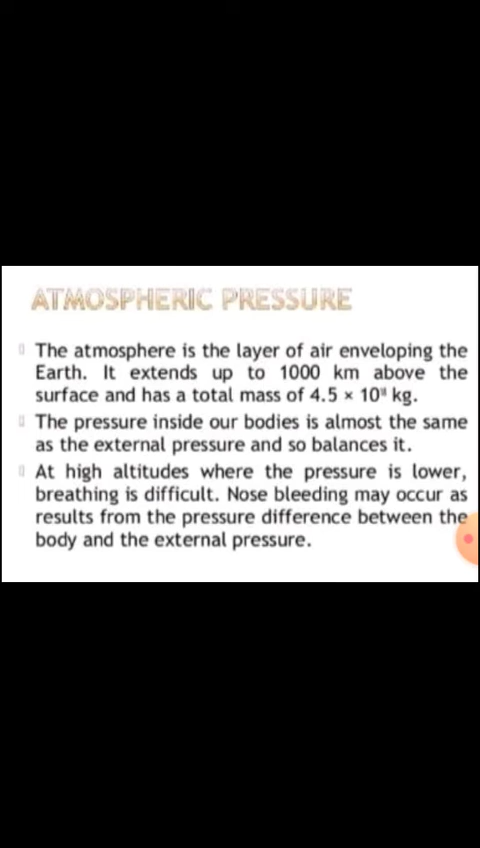 ATMOSPHERIC PRESSURE
The atmosphere is the layer of air enveloping the
Earth. It extends up to 1000 km above the
surface and has a total mass of 4.5 × kg.
The pressure inside our bodies is almost the same
as the external pressure and so balances it.
At high altitudes where the pressure is lower,
breathing is difficult. Nose bleeding may occur as
results from the pressure difference between the
body and the external pressure.